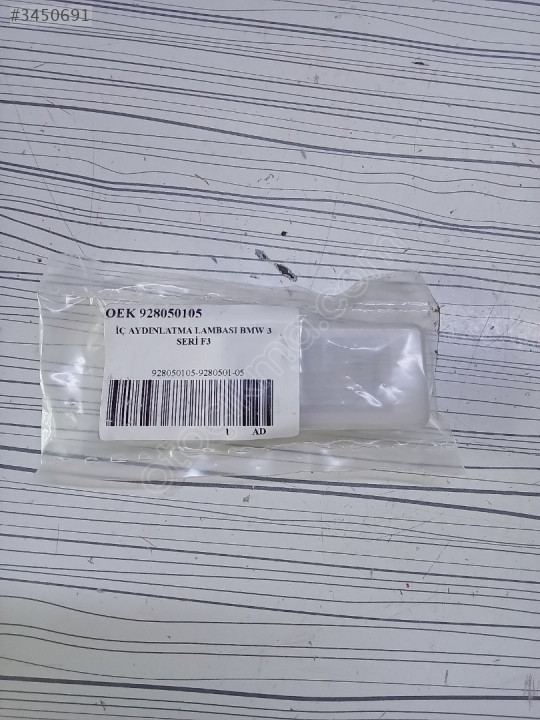 #3450691
OEK 928050105
İÇ AYDINLATMA LAMBASI BMW 3
SERİ F3
928050105-9280501-05
1 AD